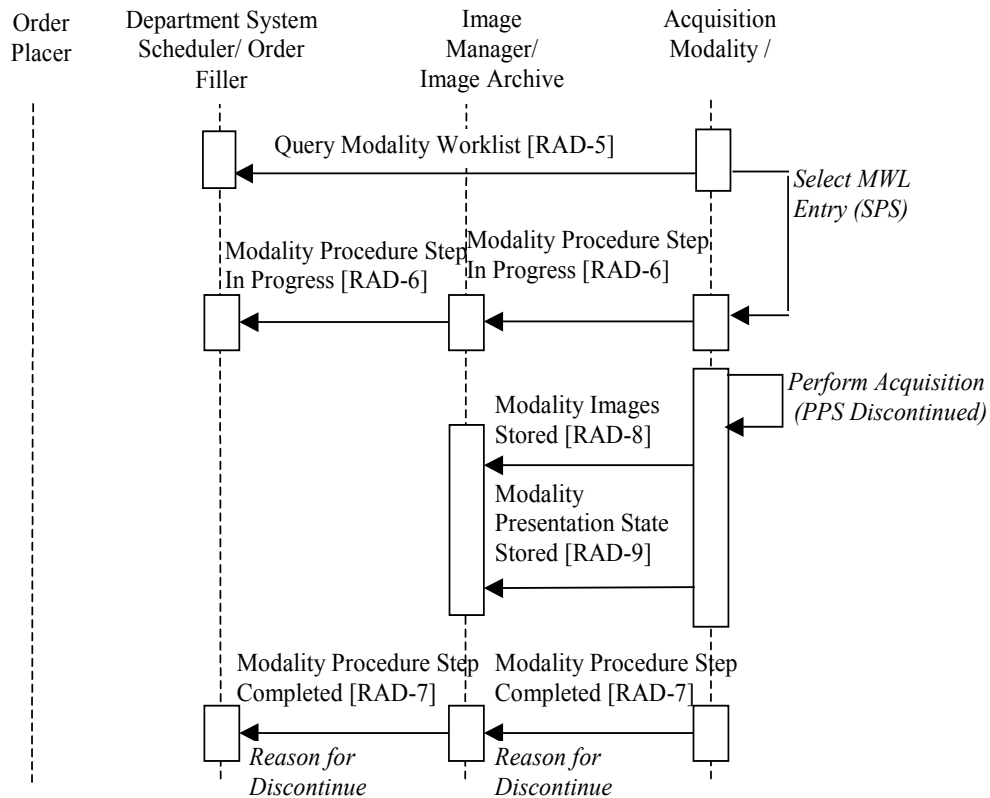 Order
Placer
Department System
Scheduler/ Order
Filler
Image
Manager/
Image Archive
Acquisition
Modality /
Query Modality Worklist [RAD-5]
Select MWL
Entry (SPS)
Modality Procedure Step
In Progress [RAD-6]
Modality Procedure Step
In Progress [RAD-6]
Perform Acquisition
(PPS Discontinued)
Modality Images
Stored [RAD-8]
Modality
Presentation State
Stored [RAD-9]
Modality Procedure Step
Completed [RAD-7]
Modality Procedure Step
Completed [RAD-7]
Reason for
Discontinue
Reason for
Discontinue